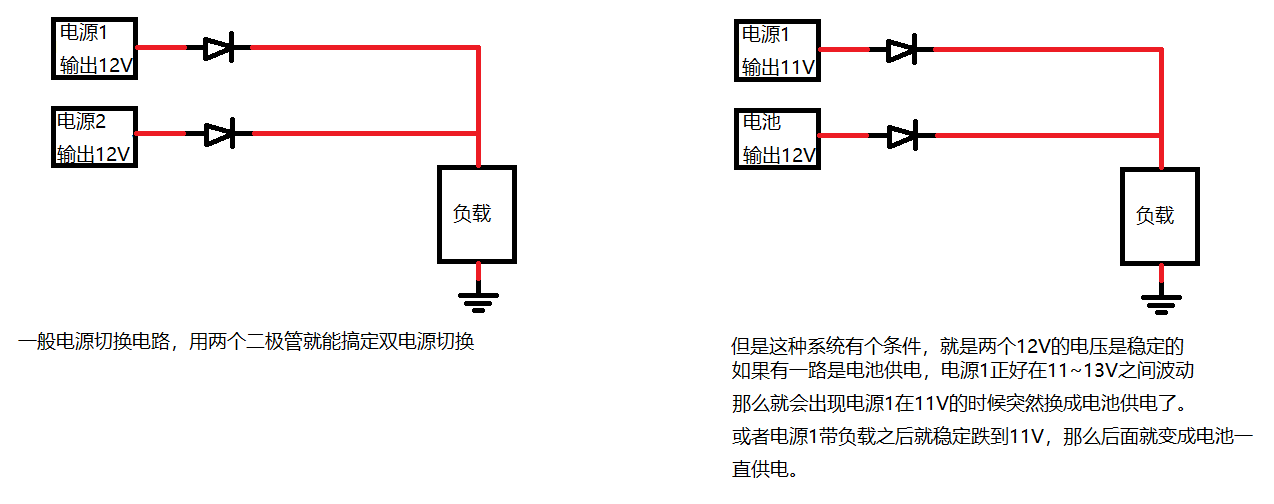 电源1
输出12V
电源2
输出12V
负载
一般电源切换电路，用两个二极管就能搞定双电源切换
电源1
输出11V
电池
输出12V
负载
但是这种系统有个条件，就是两个12V的电压是稳定的
如果有一路是电池供电，电源1正好在11~13V之间波动
那么就会出现电源1在11V的时候突然换成电池供电了。
或者电源1带负载之后就稳定跌到11V，那么后面就变成电池一
直供电。